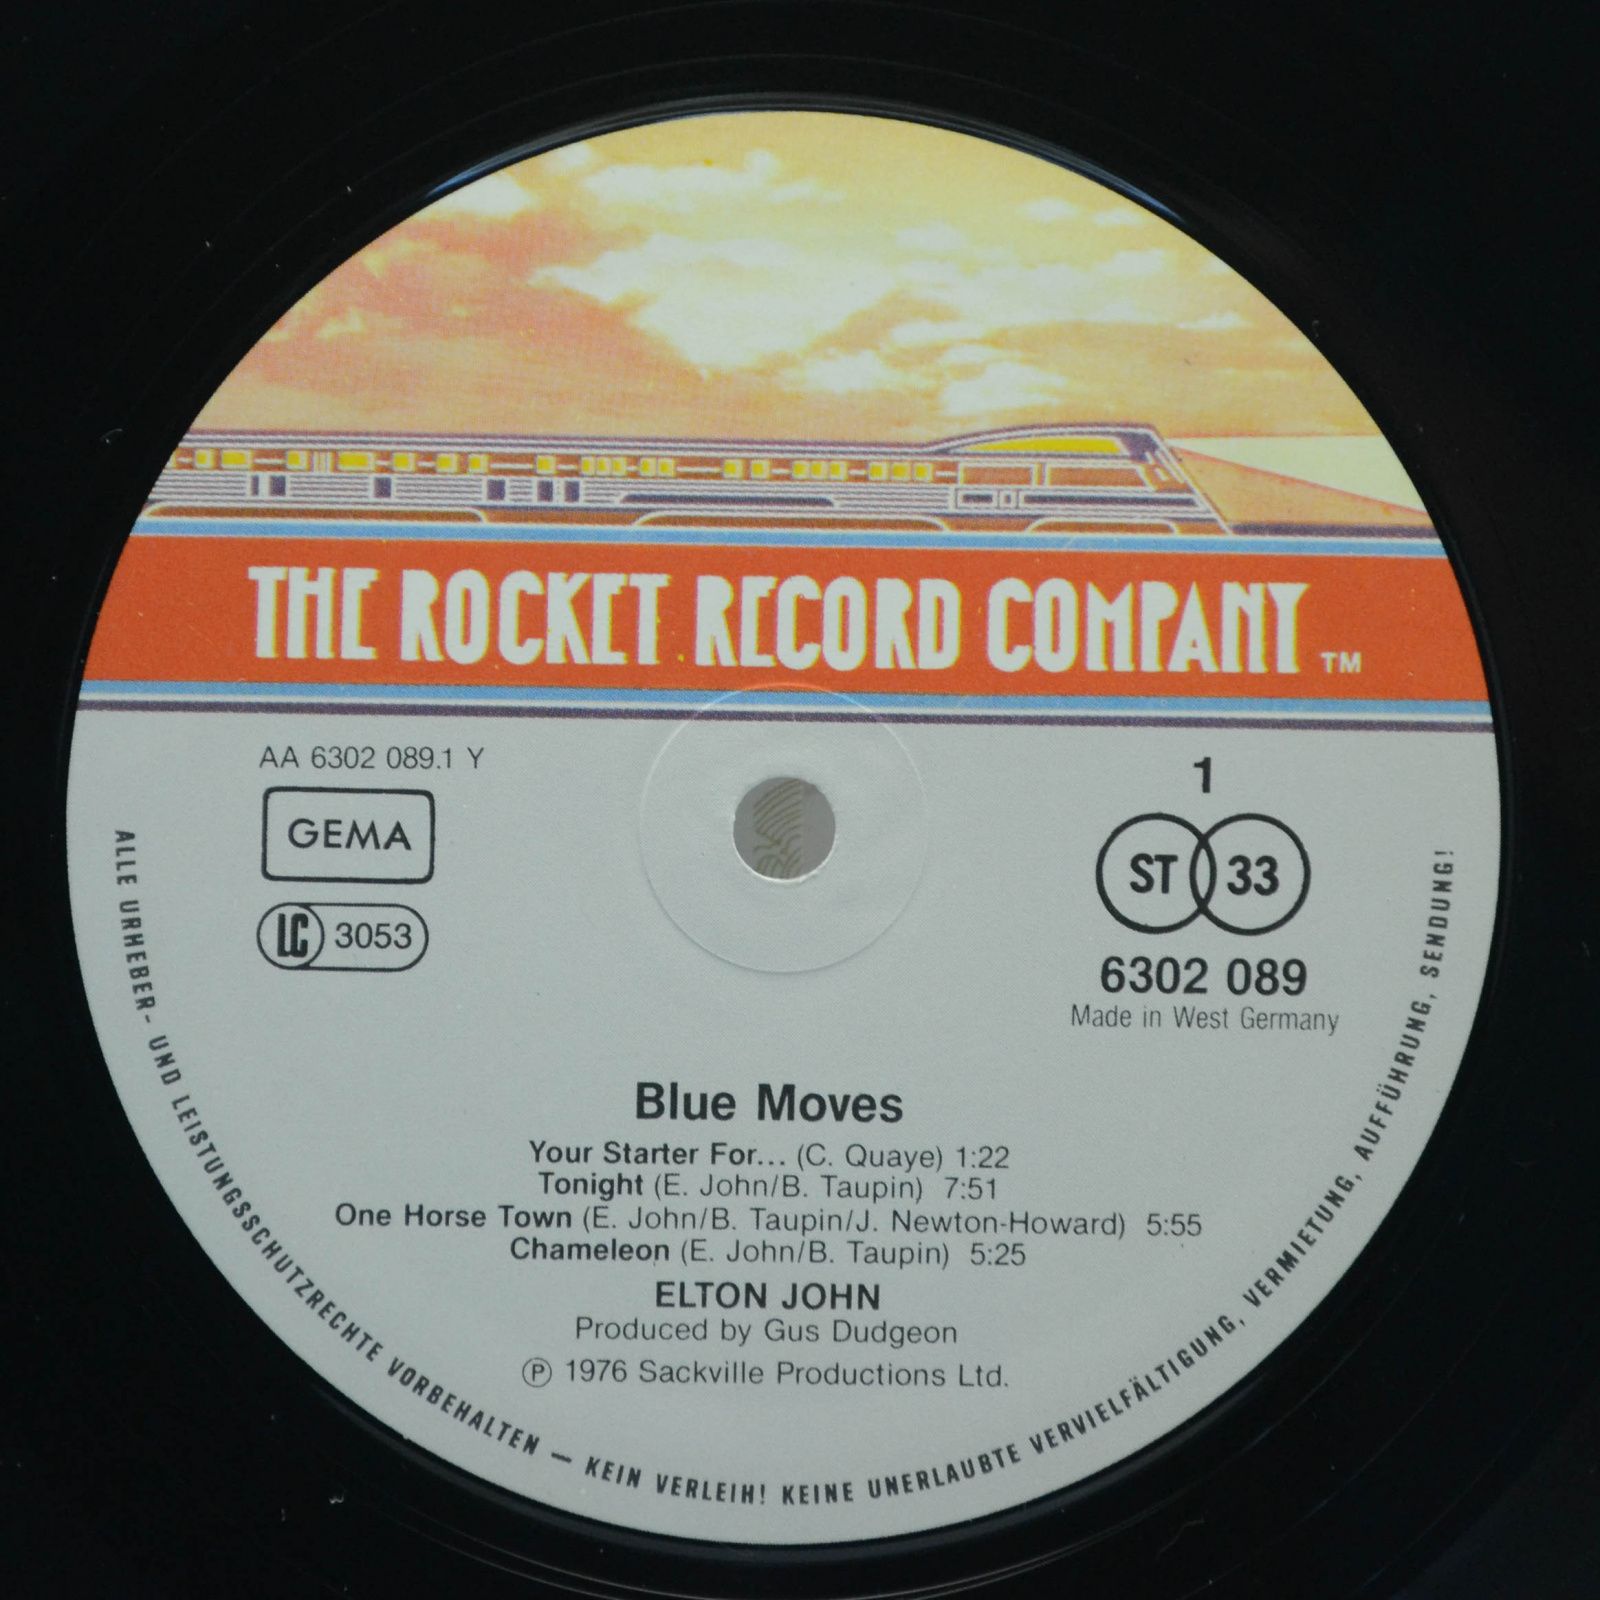 THE ROCKET RECORD COMPANY TM
AA 6302 089.1 Y
GEMA
LC 3053
1
ST 33
6302 089
Made in West Germany
Blue Moves
Your Starter For... (C. Quaye) 1:22
Tonight (E. John/B. Taupin) 7:51
One Horse Town (E. John/B. Taupin/J. Newton-Howard) 5:55
Chameleon (E. John/B. Taupin) 5:25
ELTON JOHN
Produced by Gus Dudgeon
Ⓟ 1976 Sackville Productions Ltd.
ALLE URHEBER- UND LEISTUNGSSCHUTZRECHTE VORBEHALTEN — KEIN VERLEIH! KEINE UNERLAUBTE VERVIELFÄLTIGUNG, VERMIETUNG, AUFFÜHRUNG, SENDUNG!